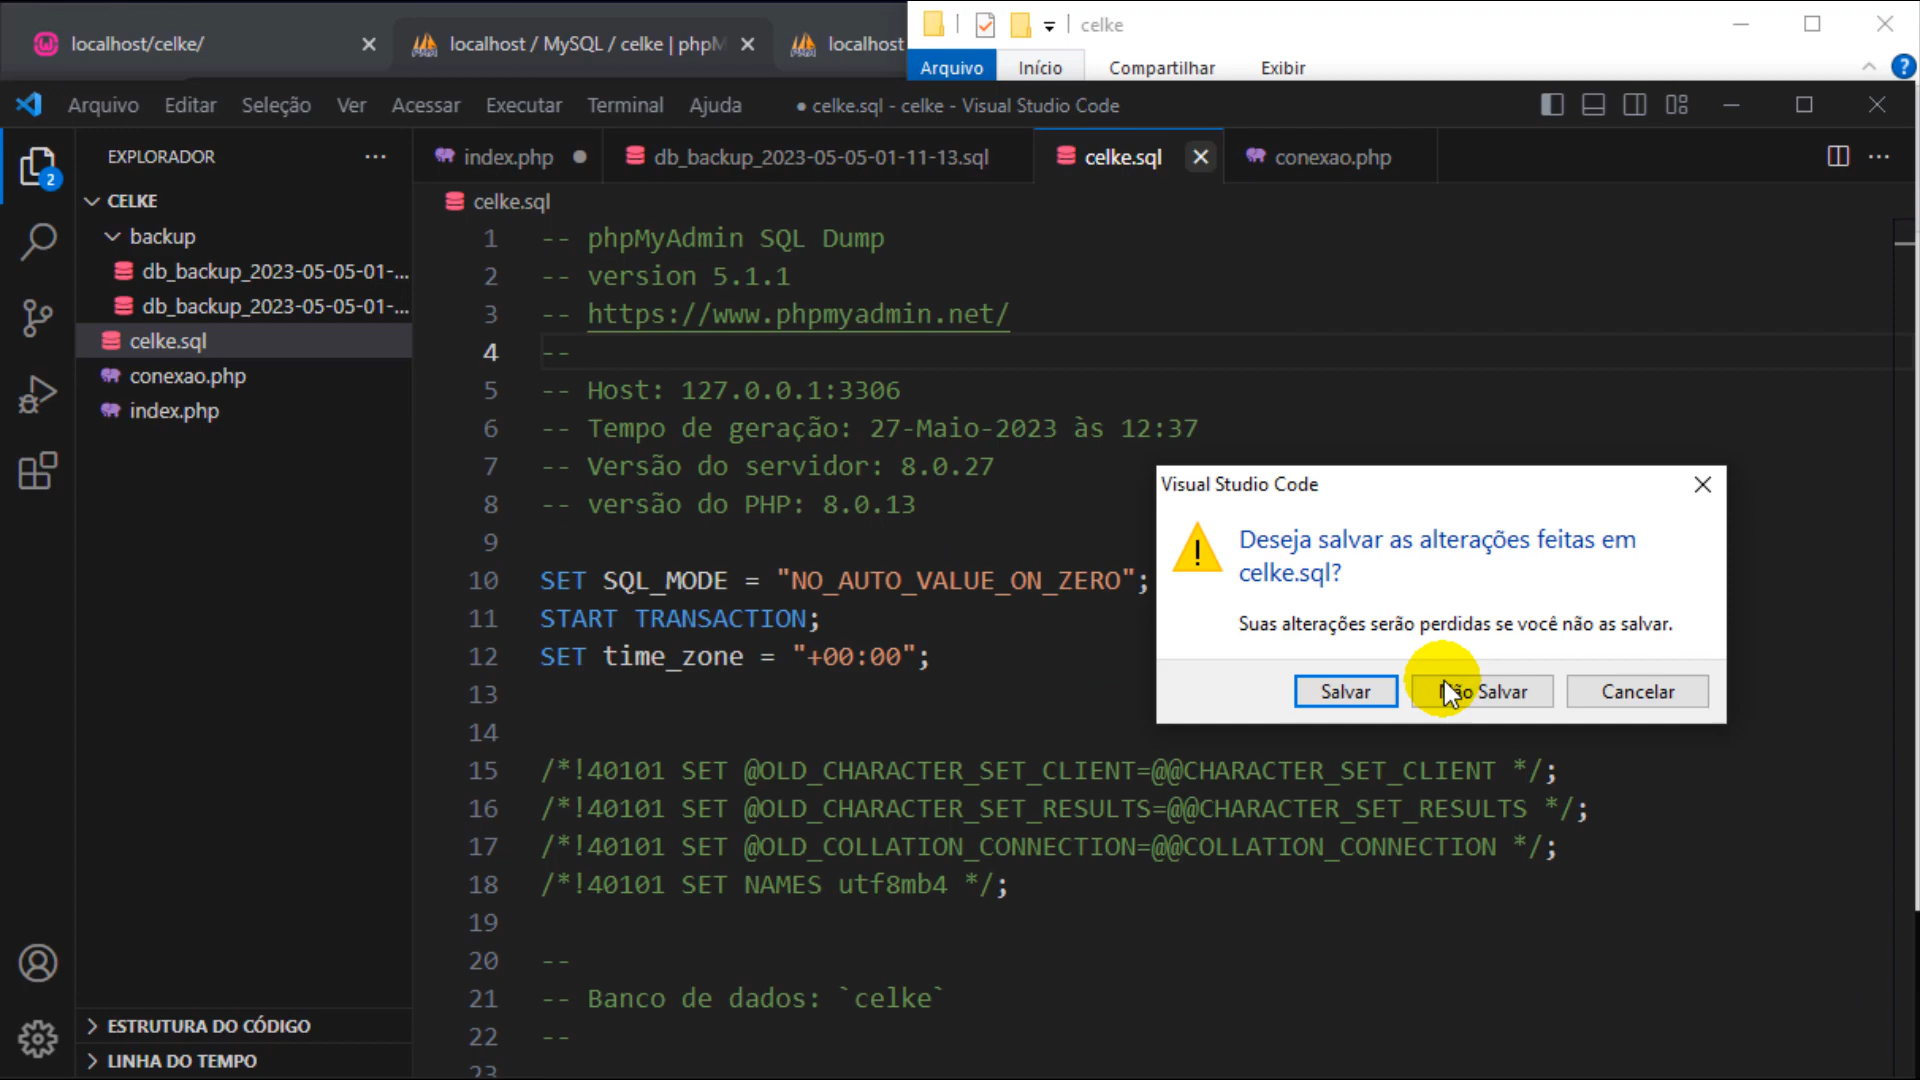 localhost/celke/
localhost / MySQL / celke | phpM
localhost
celke
Arquivo
Início
Compartilhar
Exibir
Arquivo
Editar
Seleção
Ver
Acessar
Executar
Terminal
Ajuda
● celke.sql - celke - Visual Studio Code
EXPLORADOR
index.php
db_backup_2023-05-05-01-11-13.sql
celke.sql
conexao.php
2
CELKE
backup
db_backup_2023-05-05-01-...
db_backup_2023-05-05-01-...
celke.sql
conexao.php
index.php
ESTRUTURA DO CÓDIGO
LINHA DO TEMPO
celke.sql
1 -- phpMyAdmin SQL Dump
2 -- version 5.1.1
3 -- https://www.phpmyadmin.net/
4 --
5 -- Host: 127.0.0.1:3306
6 -- Tempo de geração: 27-Maio-2023 às 12:37
7 -- Versão do servidor: 8.0.27
8 -- versão do PHP: 8.0.13
9
10 SET SQL_MODE = "NO_AUTO_VALUE_ON_ZERO";
11 START TRANSACTION;
12 SET time_zone = "+00:00";
13
14
15 /*!40101 SET @OLD_CHARACTER_SET_CLIENT=@@CHARACTER_SET_CLIENT */;
16 /*!40101 SET @OLD_CHARACTER_SET_RESULTS=@@CHARACTER_SET_RESULTS */;
17 /*!40101 SET @OLD_COLLATION_CONNECTION=@@COLLATION_CONNECTION */;
18 /*!40101 SET NAMES utf8mb4 */;
19
20 --
21 -- Banco de dados: `celke`
22 --
23
Visual Studio Code
Deseja salvar as alterações feitas em
celke.sql?
Suas alterações serão perdidas se você não as salvar.
Salvar
Não Salvar
Cancelar